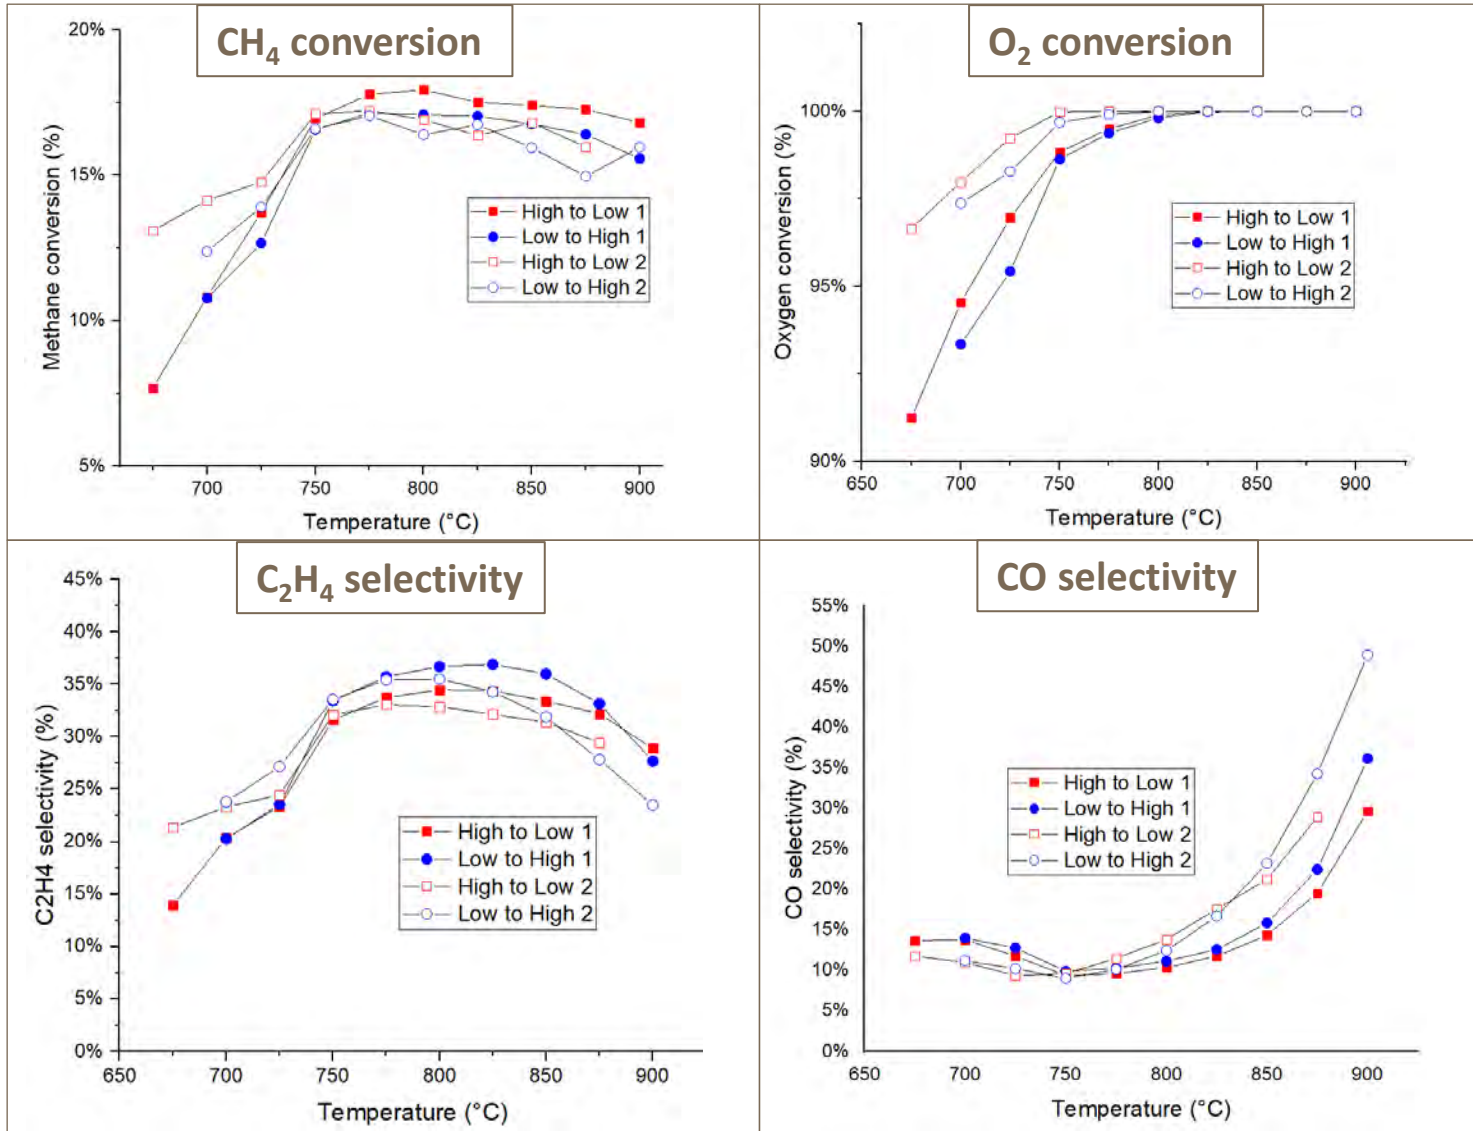 CH₄ conversion
20%
15%
10%
5%
Methane conversion (%)
High to Low 1
Low to High 1
High to Low 2
Low to High 2
700
750
800
850
900
Temperature (°C)
O₂ conversion
100%
95%
90%
Oxygen conversion (%)
High to Low 1
Low to High 1
High to Low 2
Low to High 2
650
700
750
800
850
900
Temperature (°C)
C₂H₄ selectivity
45%
40%
35%
30%
25%
20%
15%
10%
5%
0%
C2H4 selectivity (%)
High to Low 1
Low to High 1
High to Low 2
Low to High 2
650
700
750
800
850
900
Temperature (°C)
CO selectivity
55%
50%
45%
40%
35%
30%
25%
20%
15%
10%
5%
0%
CO selectivity (%)
High to Low 1
Low to High 1
High to Low 2
Low to High 2
650
700
750
800
850
900
Temperature (°C)